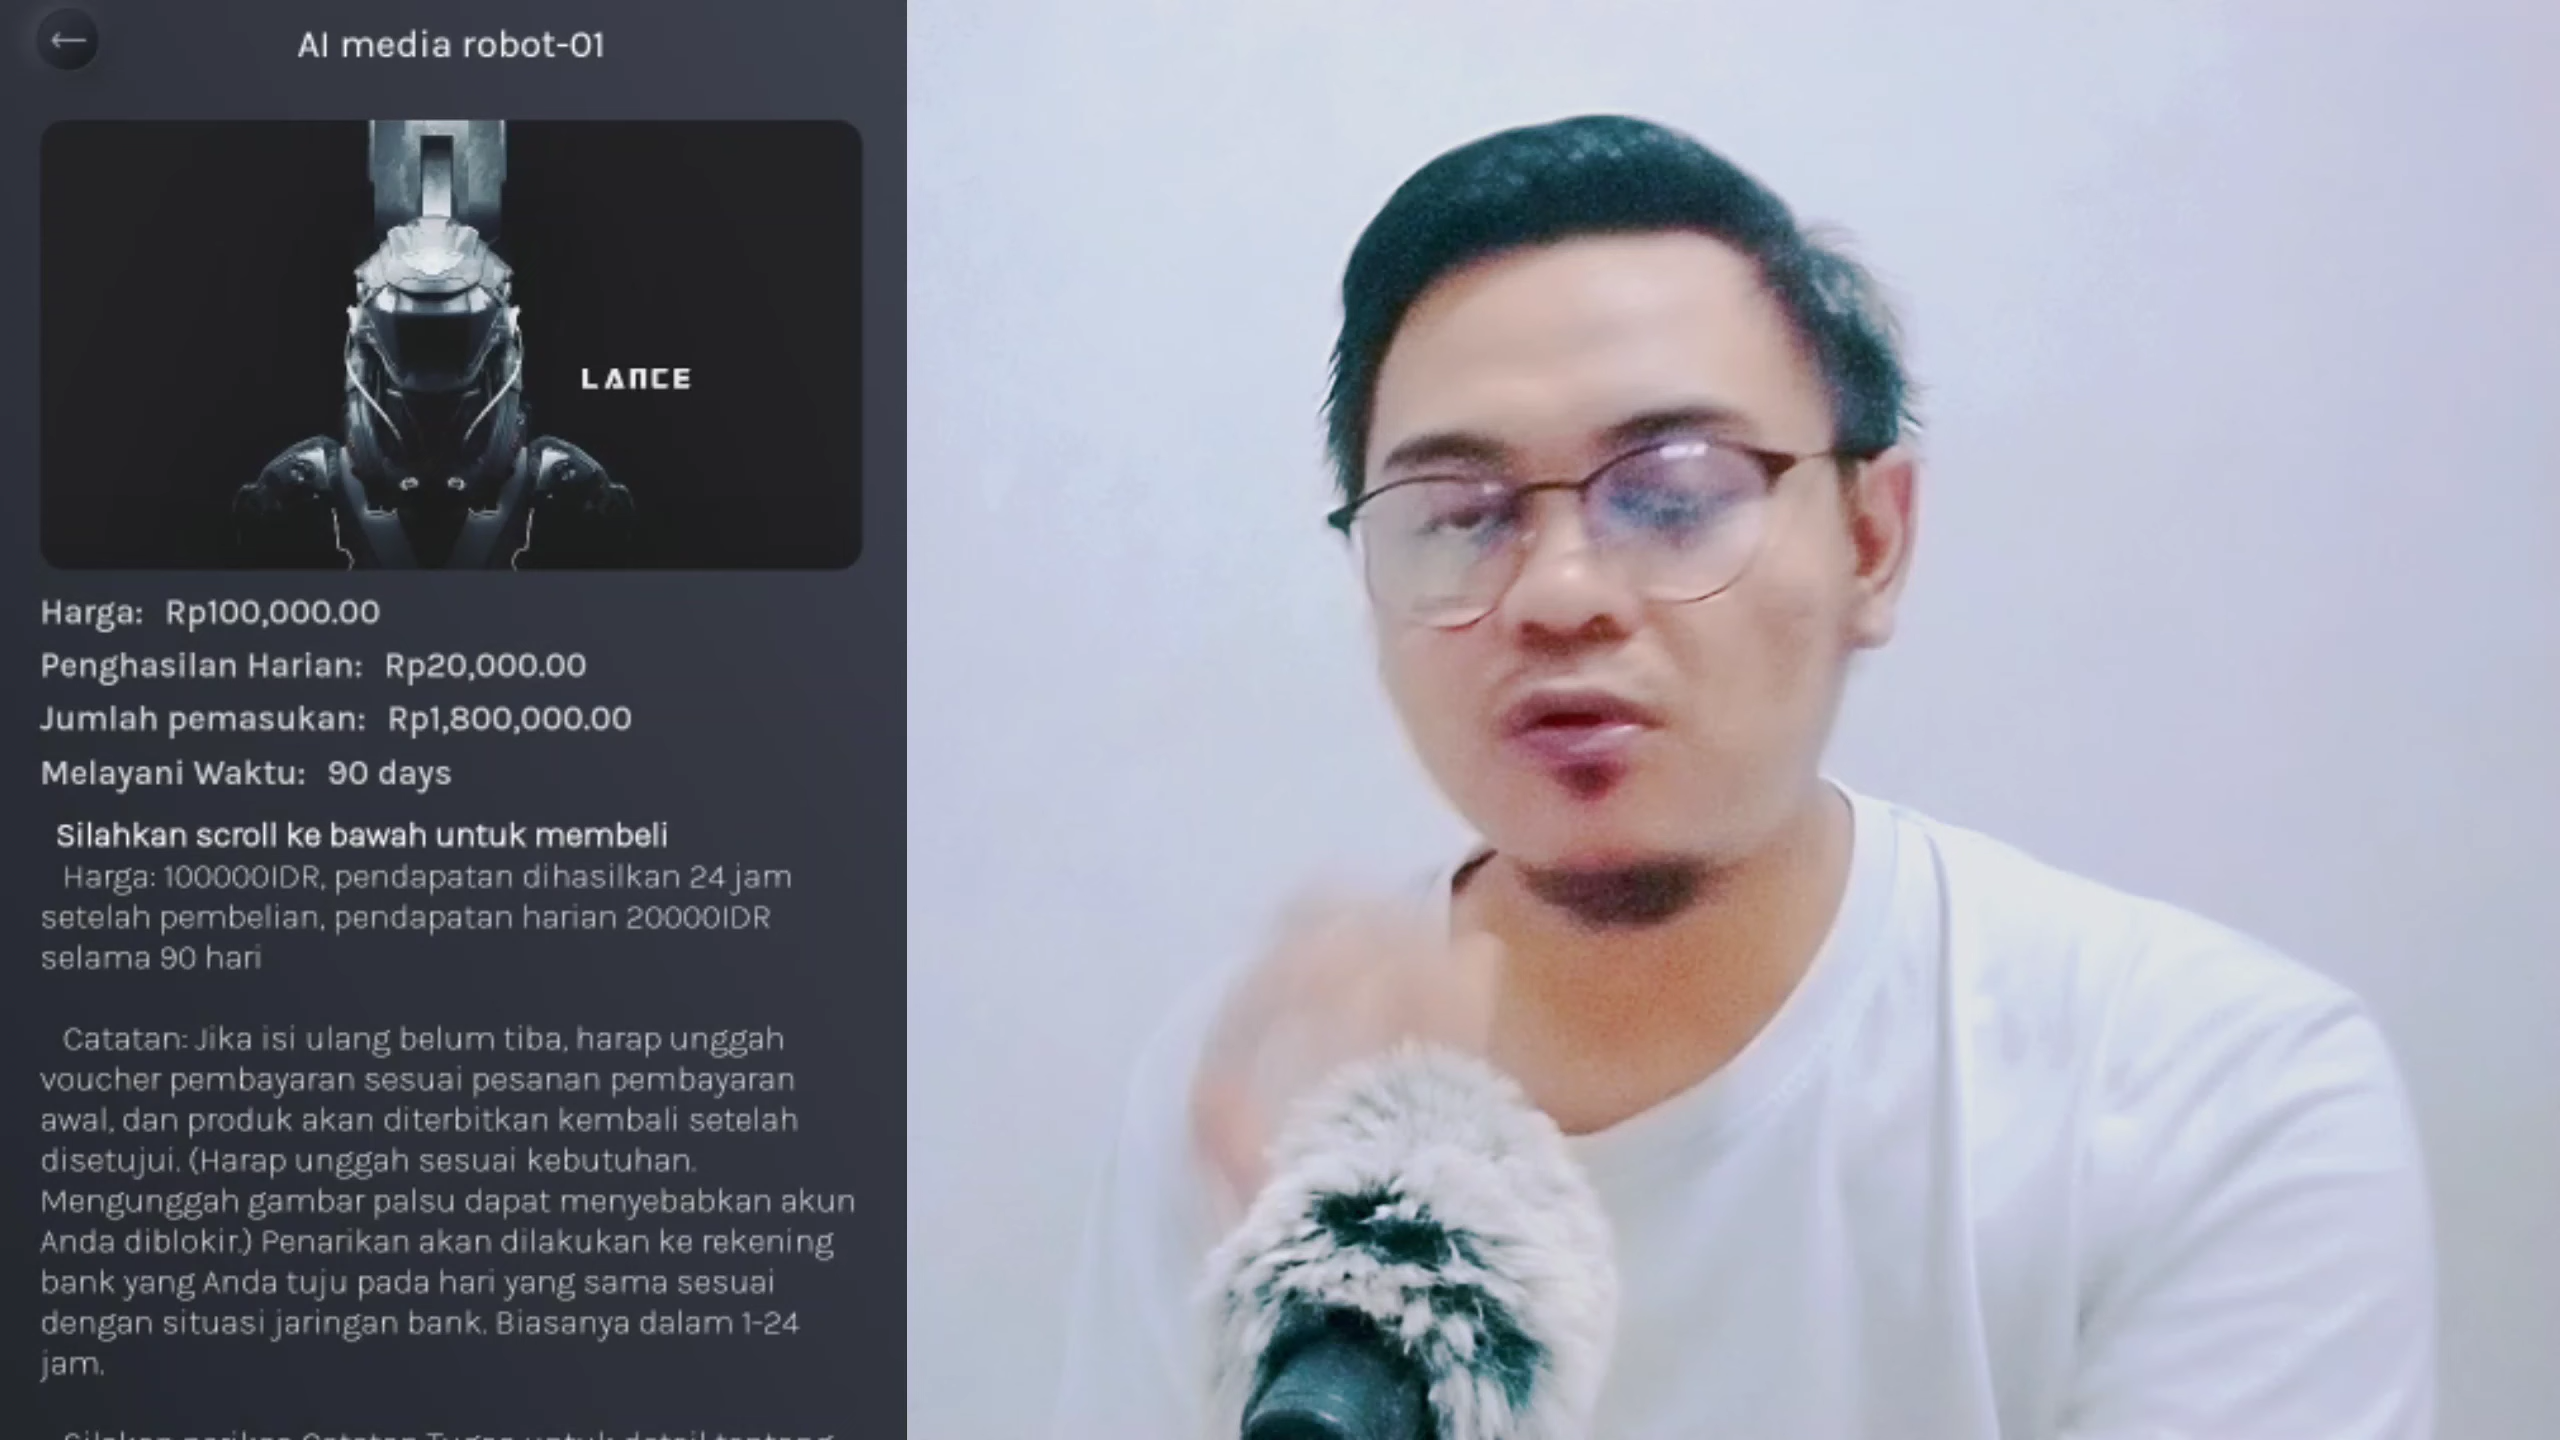 AI media robot-01
LANCE
Harga: Rp100,000.00
Penghasilan Harian: Rp20,000.00
Jumlah pemasukan: Rp1,800,000.00
Melayani Waktu: 90 days
Silahkan scroll ke bawah untuk membeli
Harga: 100000IDR, pendapatan dihasilkan 24 jam
setelah pembelian, pendapatan harian 20000IDR
selama 90 hari
Catatan: Jika isi ulang belum tiba, harap unggah
voucher pembayaran sesuai pesanan pembayaran
awal, dan produk akan diterbitkan kembali setelah
disetujui. (Harap unggah sesuai kebutuhan.
Mengunggah gambar palsu dapat menyebabkan akun
Anda diblokir.) Penarikan akan dilakukan ke rekening
bank yang Anda tuju pada hari yang sama sesuai
dengan situasi jaringan bank. Biasanya dalam 1-24
jam.